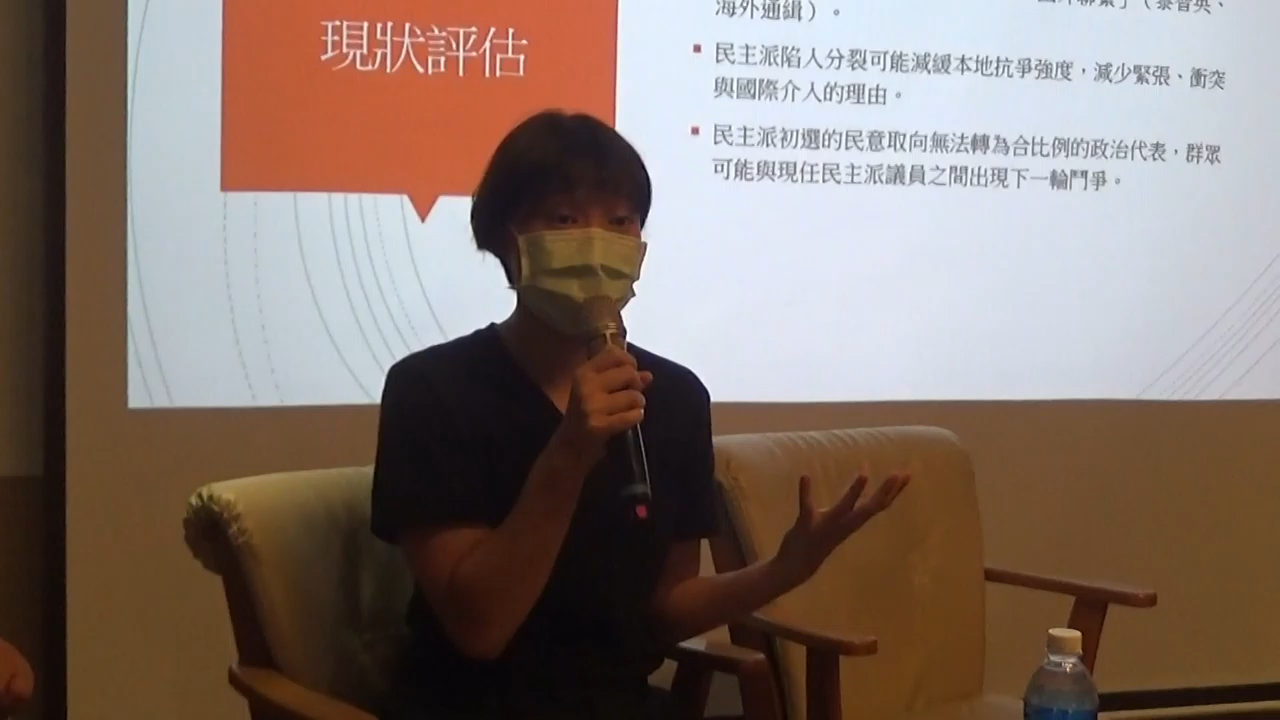 現狀評估
海外通緝）。
民主派陷入分裂可能減緩本地抗爭強度，減少緊張、衝突
與國際介入的理由。
民主派初選的民意取向無法轉為合比例的政治代表，群眾
可能與現任民主派議員之間出現下一輪鬥爭。